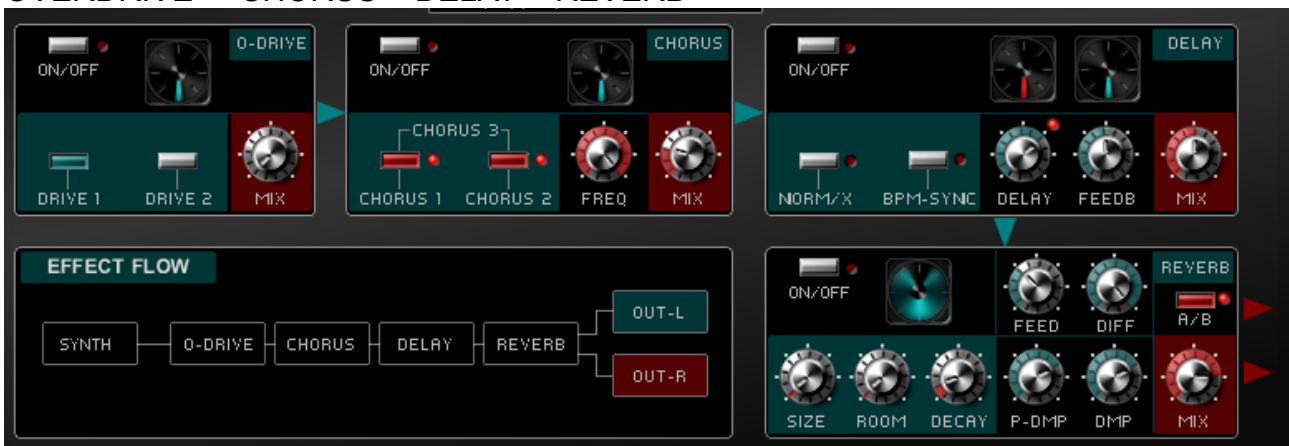 O-DRIVE
ON/OFF
DRIVE 1
DRIVE 2
MIX
CHORUS
ON/OFF
CHORUS 3
CHORUS 1
CHORUS 2
FREQ
MIX
DELAY
ON/OFF
NORM/X
BPM-SYNC
DELAY
FEEDB
MIX
EFFECT FLOW
SYNTH
O-DRIVE
CHORUS
DELAY
REVERB
OUT-L
OUT-R
REVERB
ON/OFF
FEED
DIFF
A/B
SIZE
ROOM
DECAY
P-DMP
DMP
MIX